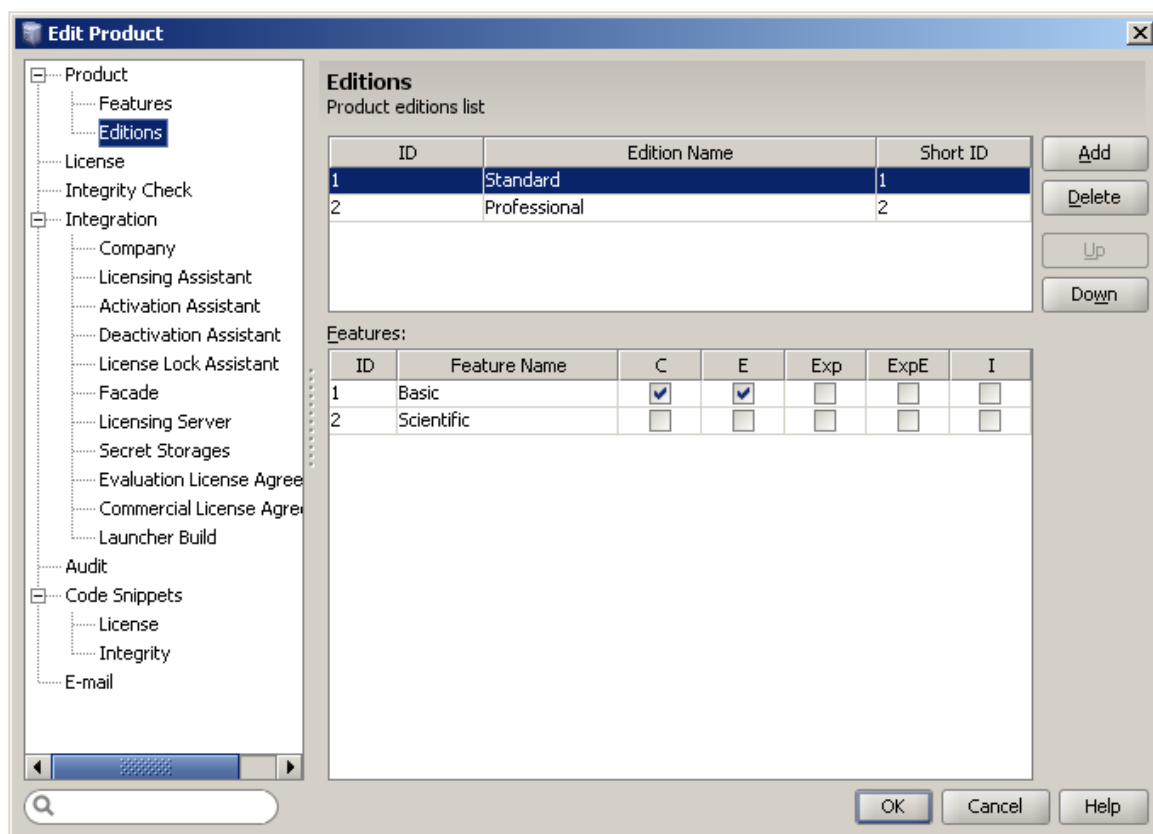 Edit Product
Product
Features
Editions
License
Integrity Check
Integration
Company
Licensing Assistant
Activation Assistant
Deactivation Assistant
License Lock Assistant
Facade
Licensing Server
Secret Storages
Evaluation License Agree
Commercial License Agre
Launcher Build
Audit
Code Snippets
License
Integrity
E-mail
Editions
Product editions list
ID Edition Name Short ID
1 Standard 1
2 Professional 2
Add
Delete
Up
Down
Features:
ID Feature Name C E Exp ExpE I
1 Basic
2 Scientific
OK Cancel Help